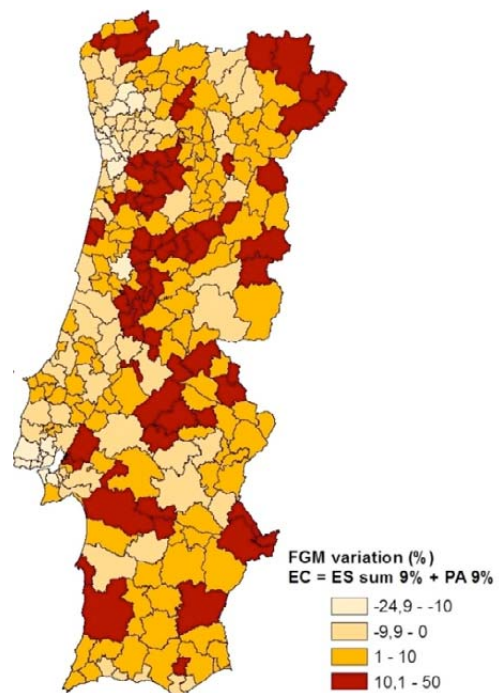 FGM variation (%)
EC = ES sum 9% + PA 9%
-24,9 - -10
-9,9 - 0
1 - 10
10,1 - 50